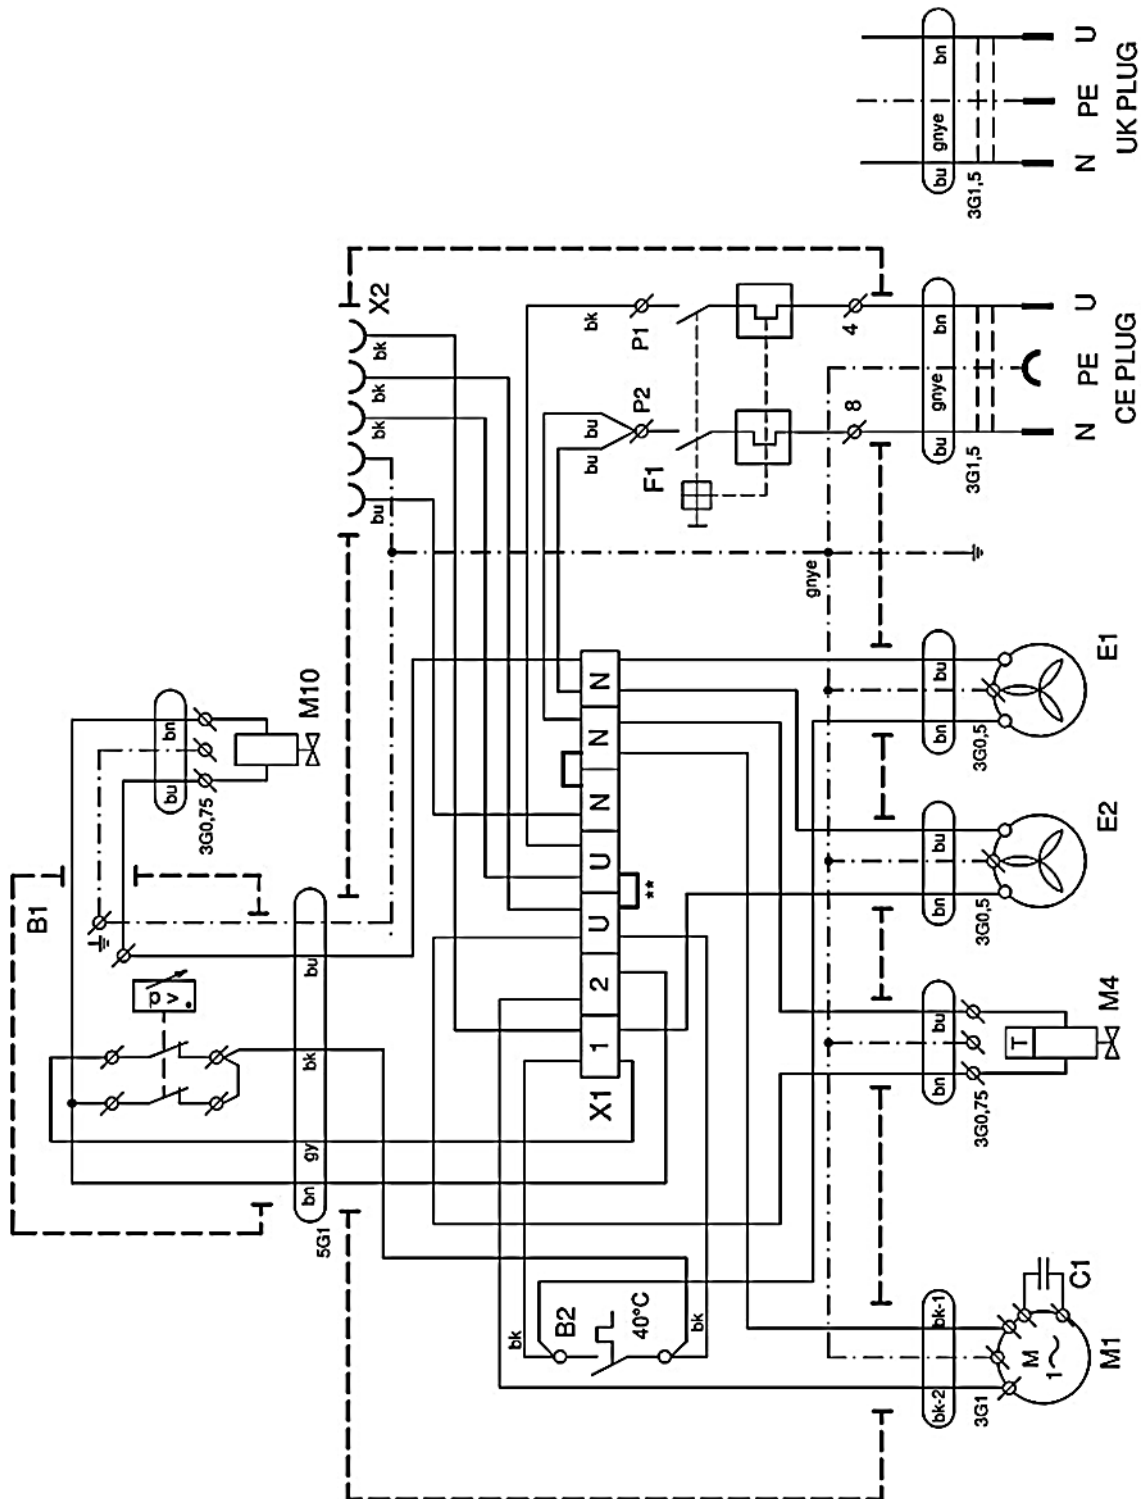 bn
gnye
bu
3G1,5
U
PE
N
UK PLUG
X2
bk
bk
bk
bu
bk
P1
P2
bu
bu
F1
4
8
bn
gnye
bu
3G1,5
U
PE
N
CE PLUG
gnye
M10
bn
bu
3G0,75
B1
P
v
bu
bk
gy
bn
5G1
N
N
N
U
U
2
1
X1
**
bu
bn
3G0,5
E1
bu
bn
3G0,5
E2
bu
bn
3G0,75
T
M4
bk
B2
40°C
bk
bk-1
bk-2
3G1
M
1~
C1
M1